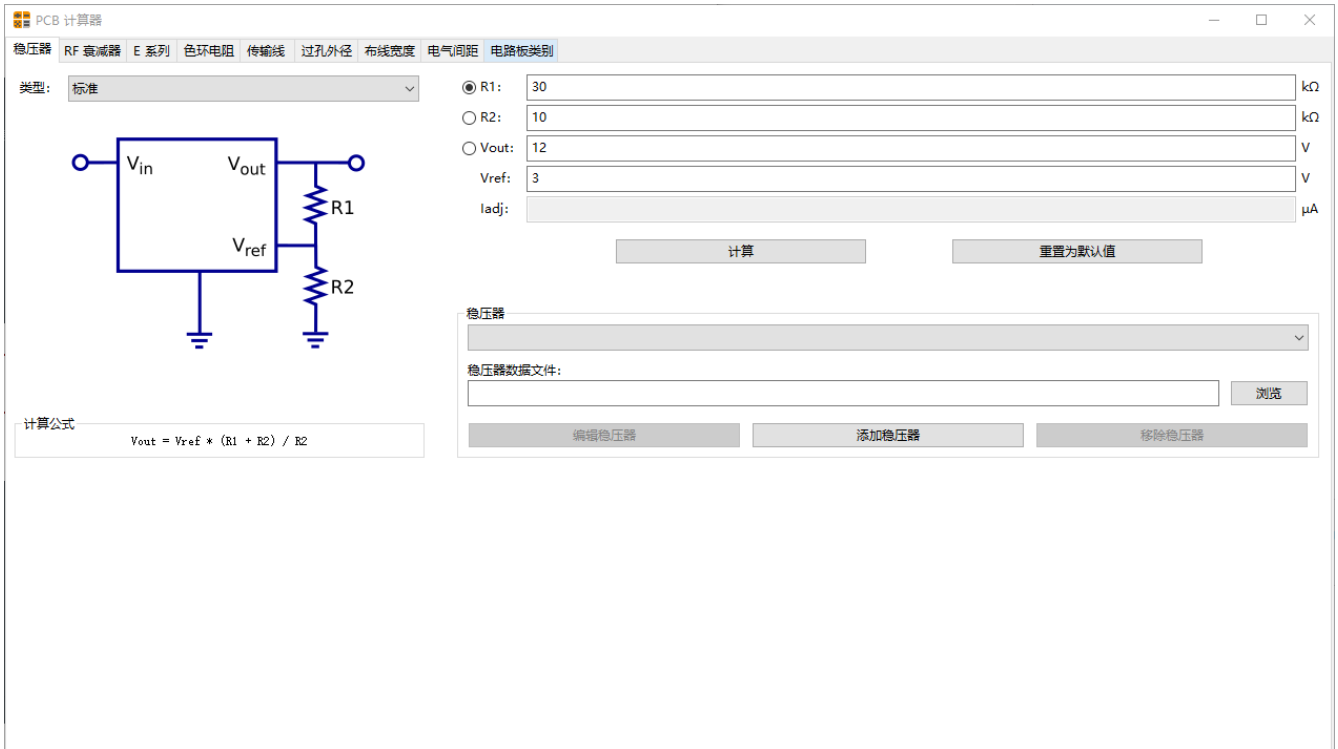 PCB 计算器
稳压器 RF 衰减器 E 系列 色环电阻 传输线 过孔外径 布线宽度 电气间距 电路板类别
类型: 标准
Vin Vout
R1
Vref
R2
计算公式
Vout = Vref * (R1 + R2) / R2
R1: 30 kΩ
R2: 10 kΩ
Vout: 12 V
Vref: 3 V
Iadj: µA
计算 重置为默认值
稳压器
稳压器数据文件:
浏览
编辑稳压器 添加稳压器 移除稳压器